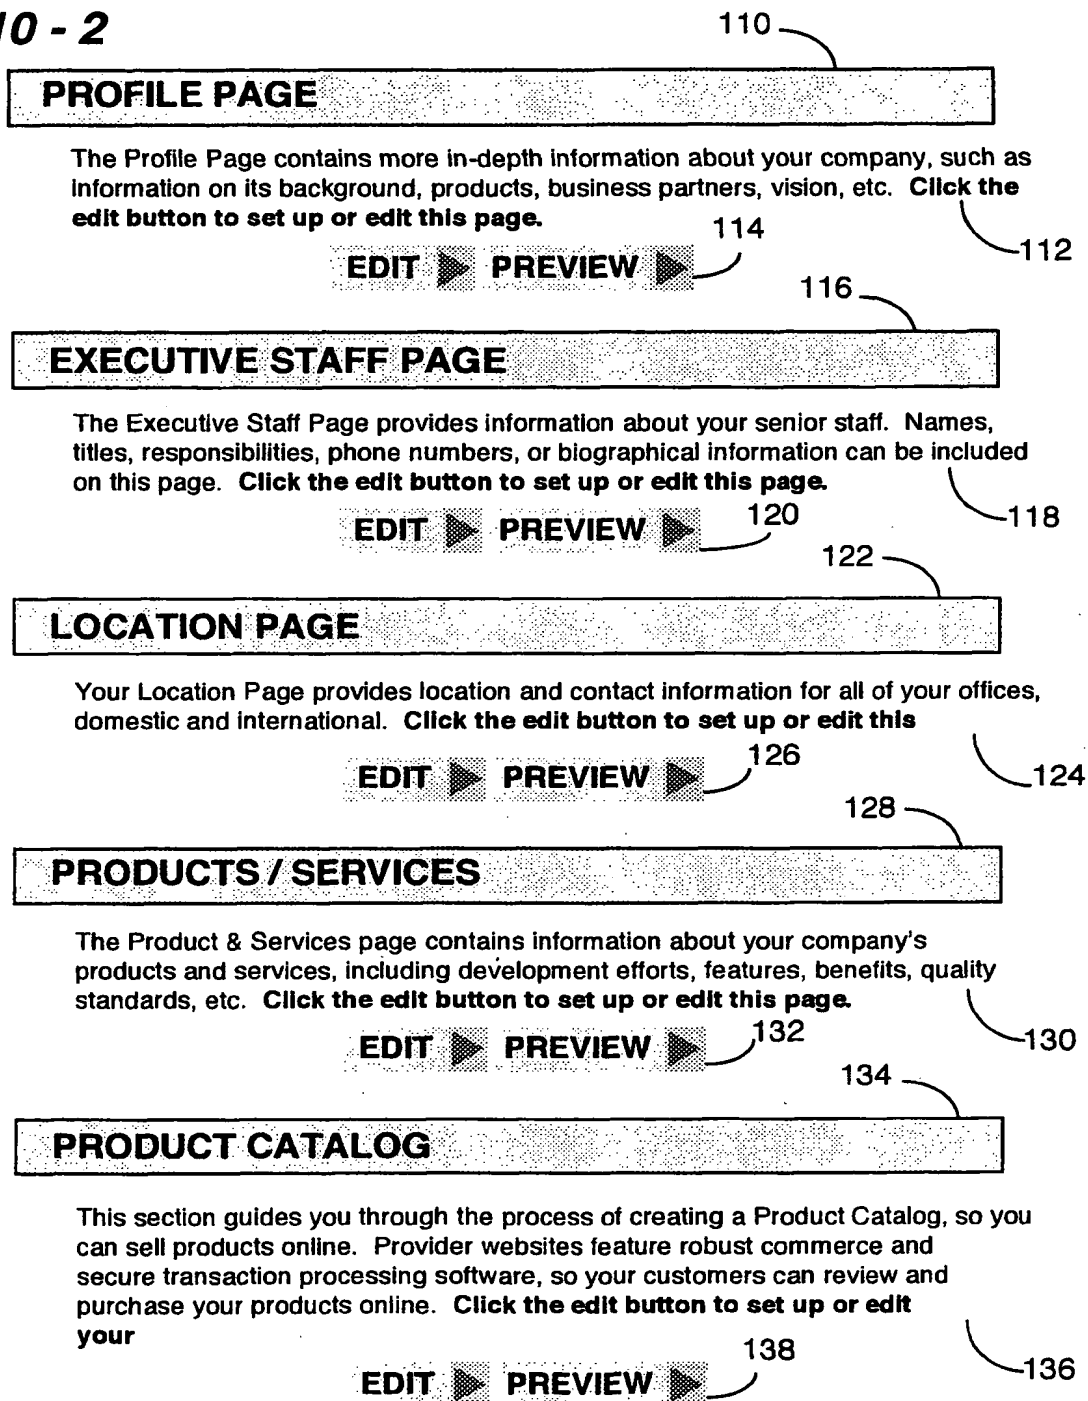 10 - 2
110
PROFILE PAGE
The Profile Page contains more in-depth information about your company, such as
information on its background, products, business partners, vision, etc. Click the
edit button to set up or edit this page.
114
112
EDIT PREVIEW
116
EXECUTIVE STAFF PAGE
The Executive Staff Page provides information about your senior staff. Names,
titles, responsibilities, phone numbers, or biographical information can be included
on this page. Click the edit button to set up or edit this page.
118
EDIT PREVIEW
120
122
LOCATION PAGE
Your Location Page provides location and contact information for all of your offices,
domestic and international. Click the edit button to set up or edit this
126
124
EDIT PREVIEW
128
PRODUCTS / SERVICES
The Product & Services page contains information about your company's
products and services, including development efforts, features, benefits, quality
standards, etc. Click the edit button to set up or edit this page.
132
130
EDIT PREVIEW
134
PRODUCT CATALOG
This section guides you through the process of creating a Product Catalog, so you
can sell products online. Provider websites feature robust commerce and
secure transaction processing software, so your customers can review and
purchase your products online. Click the edit button to set up or edit
your
138
136
EDIT PREVIEW